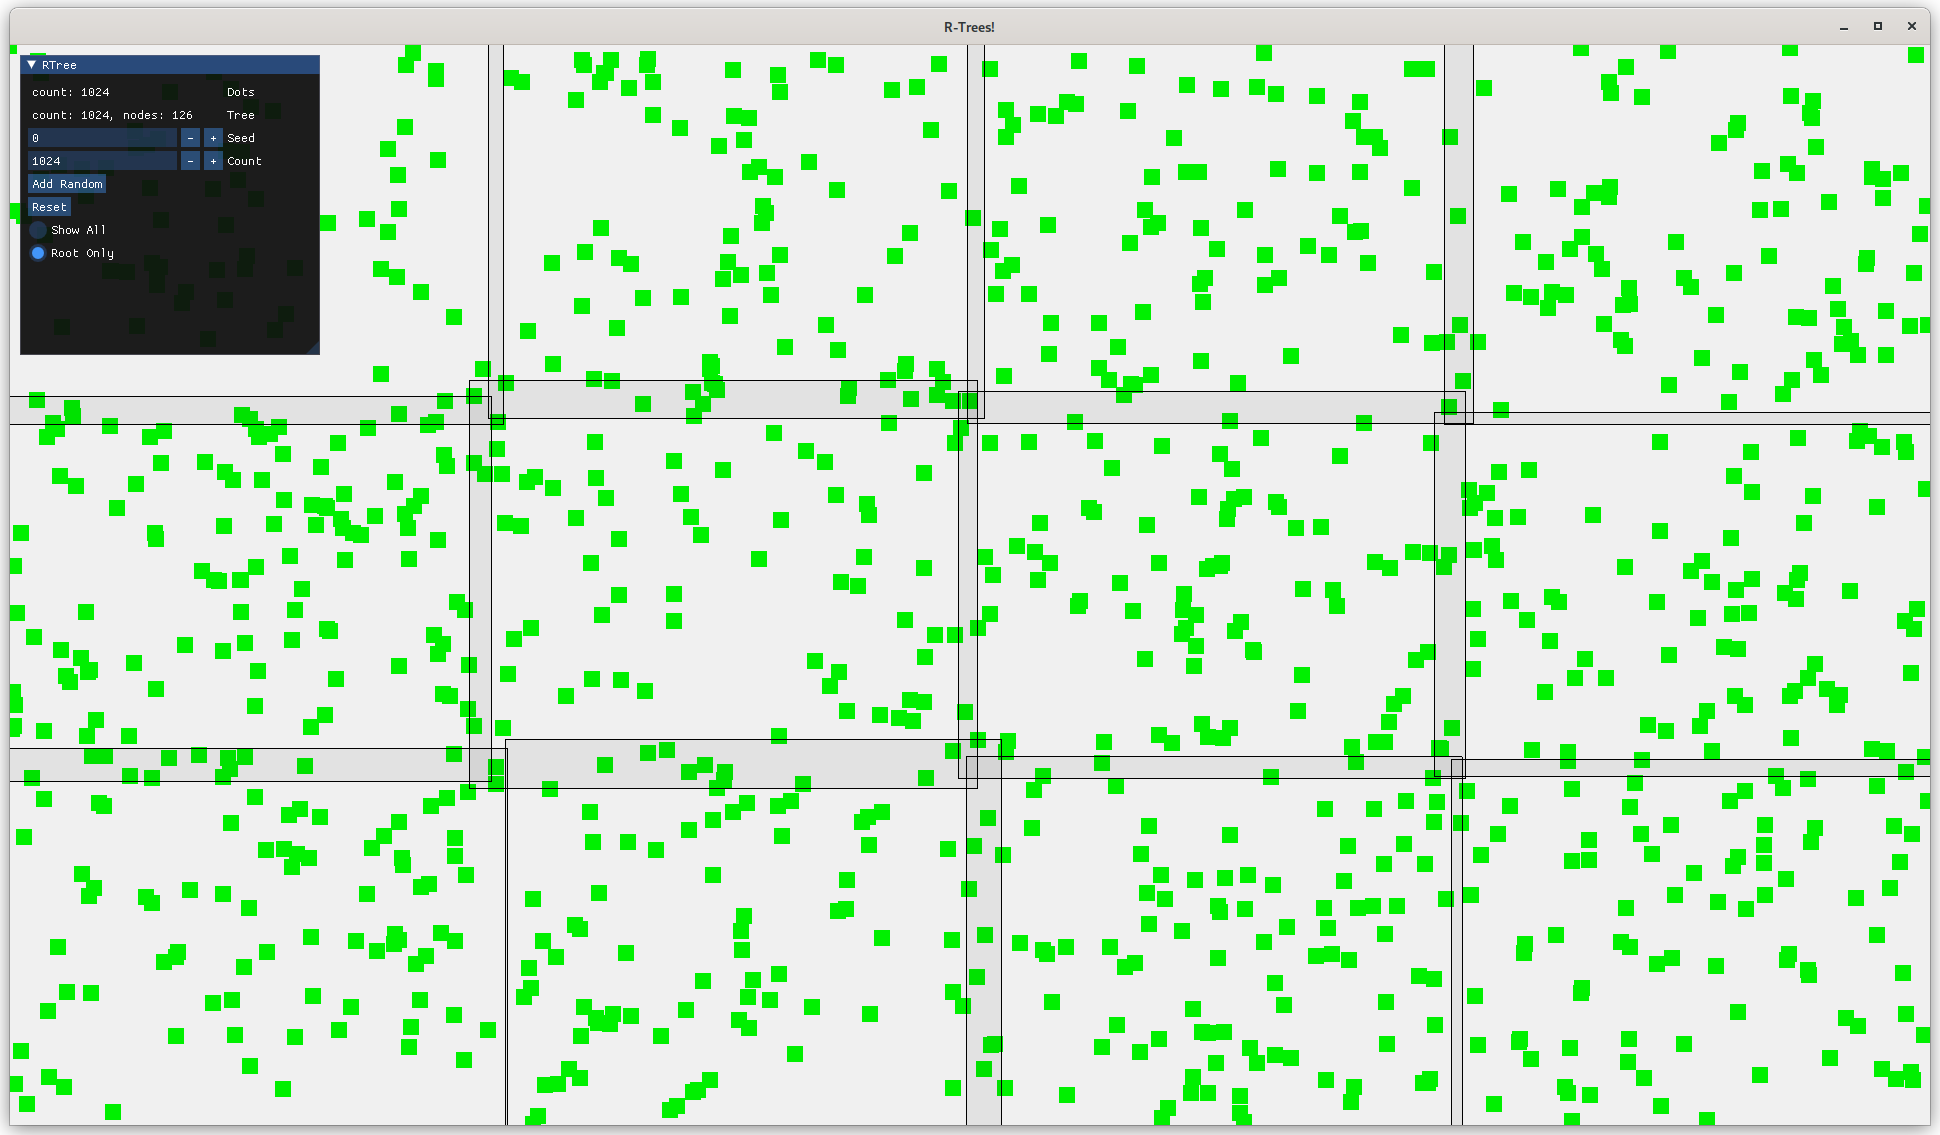 R-Trees!
RTree
count: 1024 Dots
count: 1024, nodes: 126 Tree
0 - + Seed
1024 - + Count
Add Random
Reset
Show All
Root Only